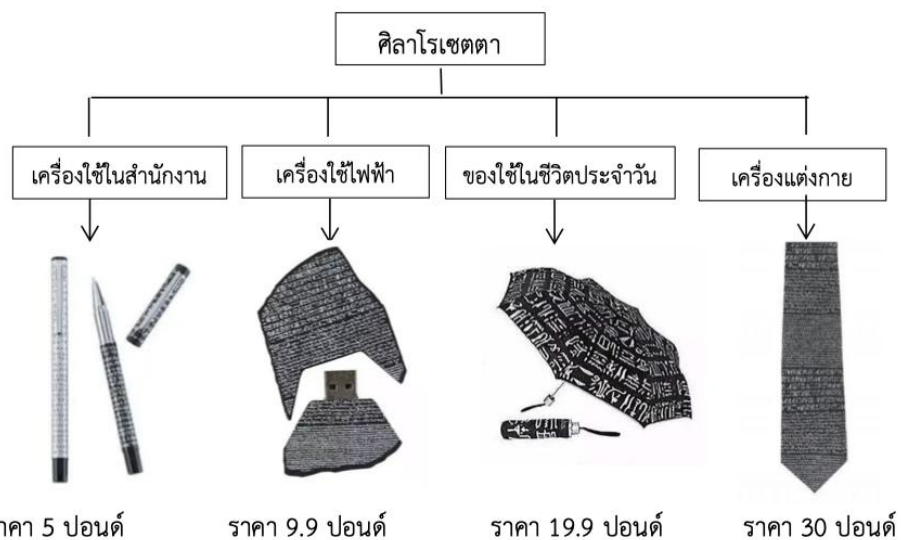 ศิลาโรเซตตา
เครื่องใช้ในสำนักงาน
เครื่องใช้ไฟฟ้า
ของใช้ในชีวิตประจำวัน
เครื่องแต่งกาย
5 ปอนด์
ราคา 9.9 ปอนด์
ราคา 19.9 ปอนด์
ราคา 30 ปอนด์